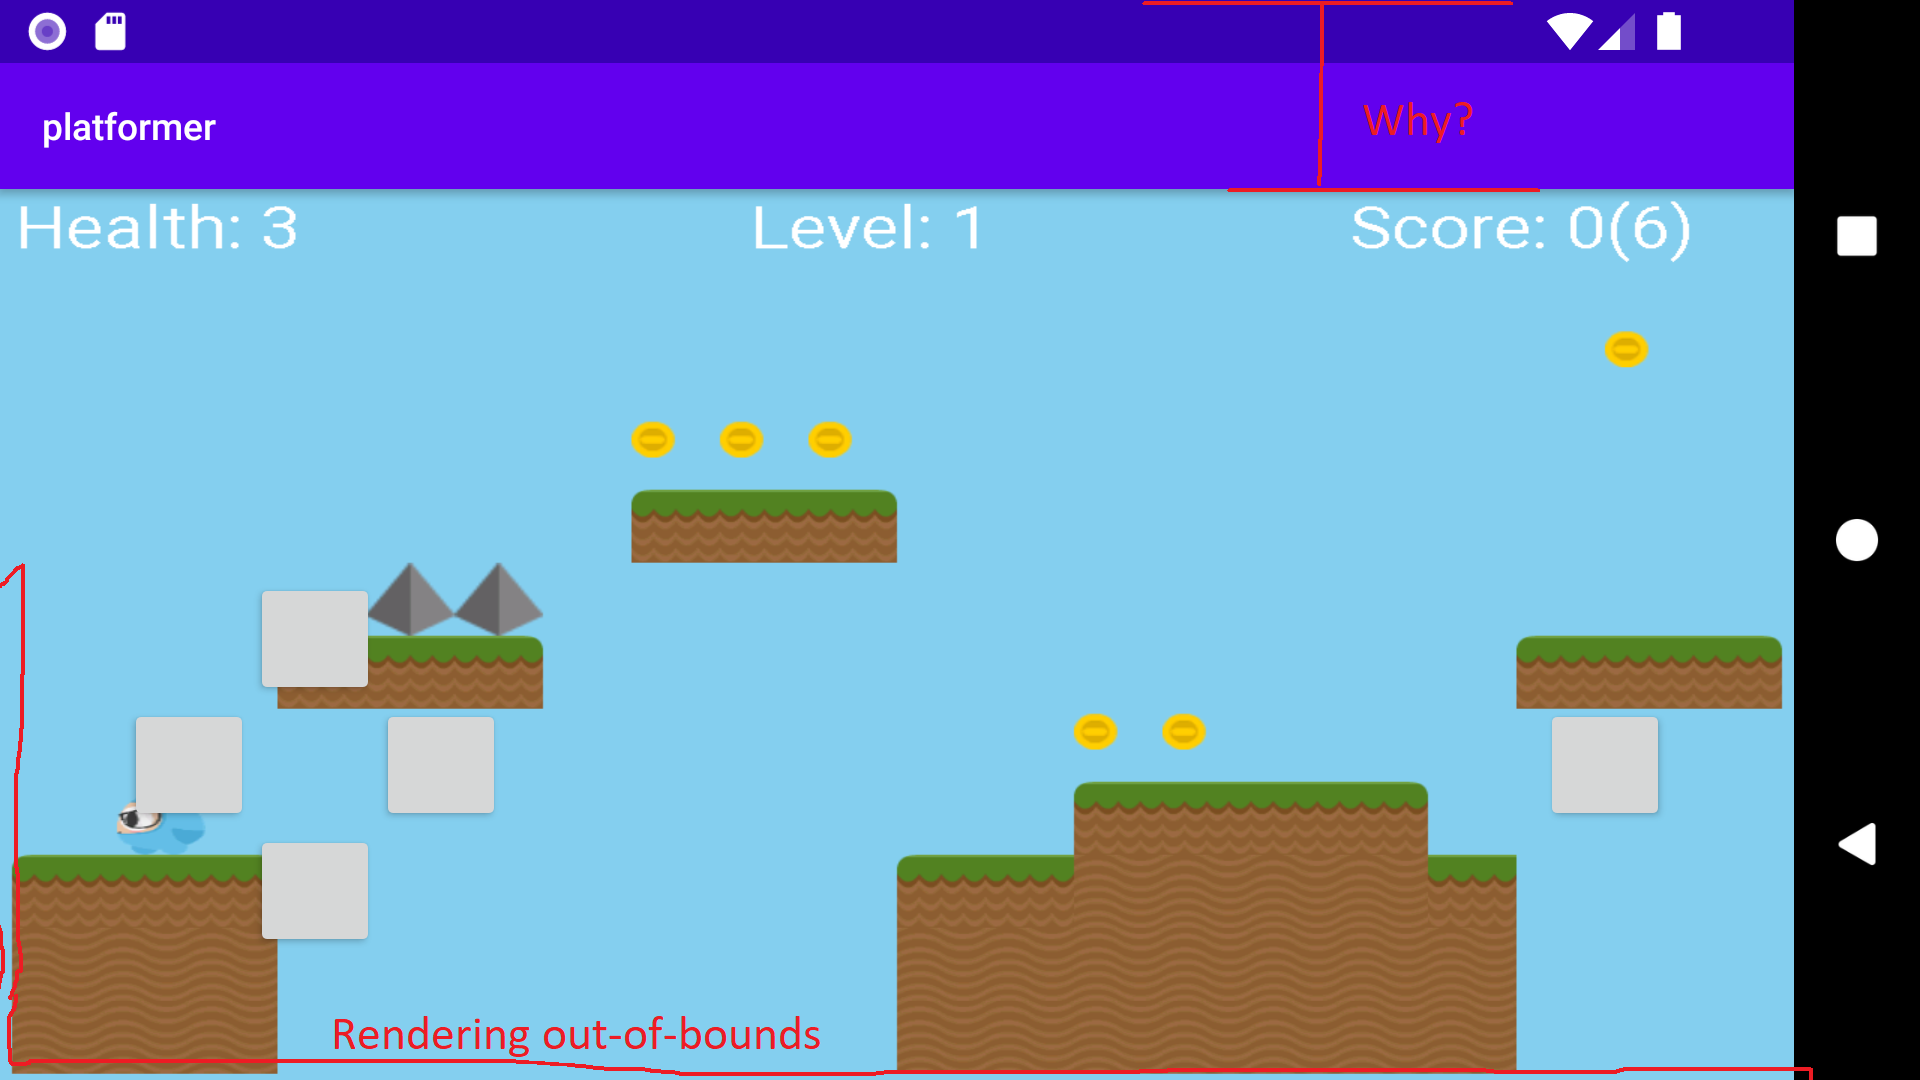 Why?
platformer
Health: 3 Level: 1 Score: 0(6)
Rendering out-of-bounds